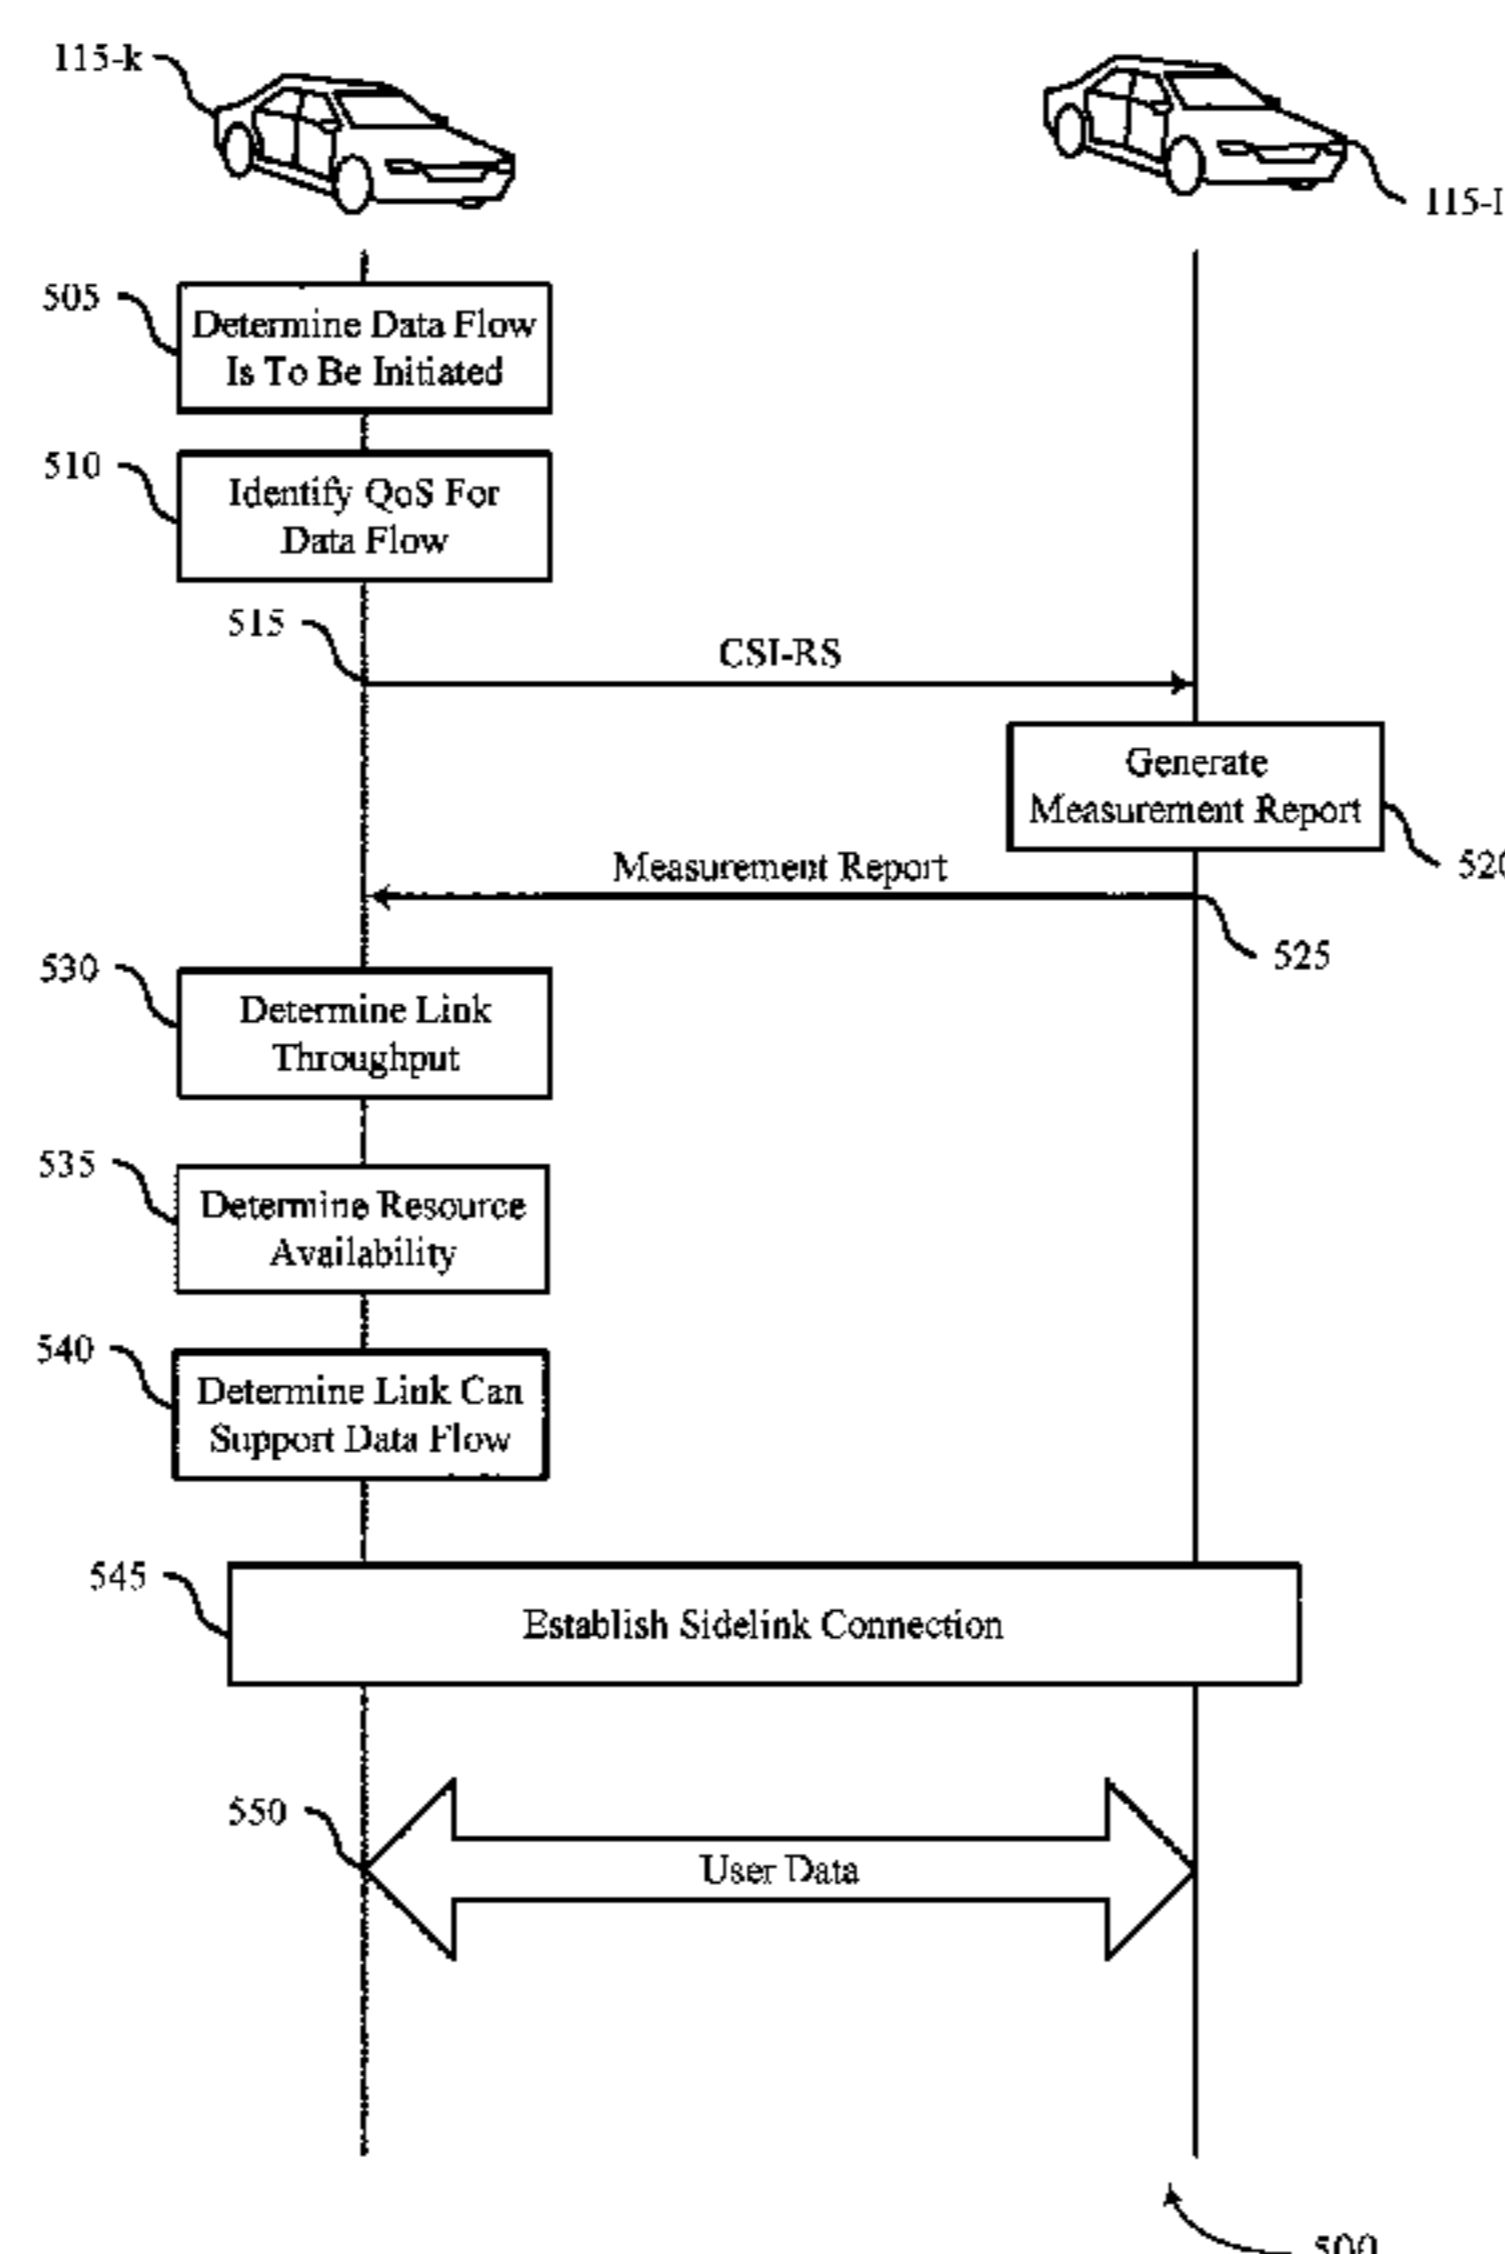 115-k
115-l
505
Determine Data Flow
Is To Be Initiated
510
Identify QoS For
Data Flow
515
CSI-RS
Generate
Measurement Report
520
Measurement Report
525
530
Determine Link
Throughput
535
Determine Resource
Availability
540
Determine Link Can
Support Data Flow
545
Establish Sidelink Connection
550
User Data
500